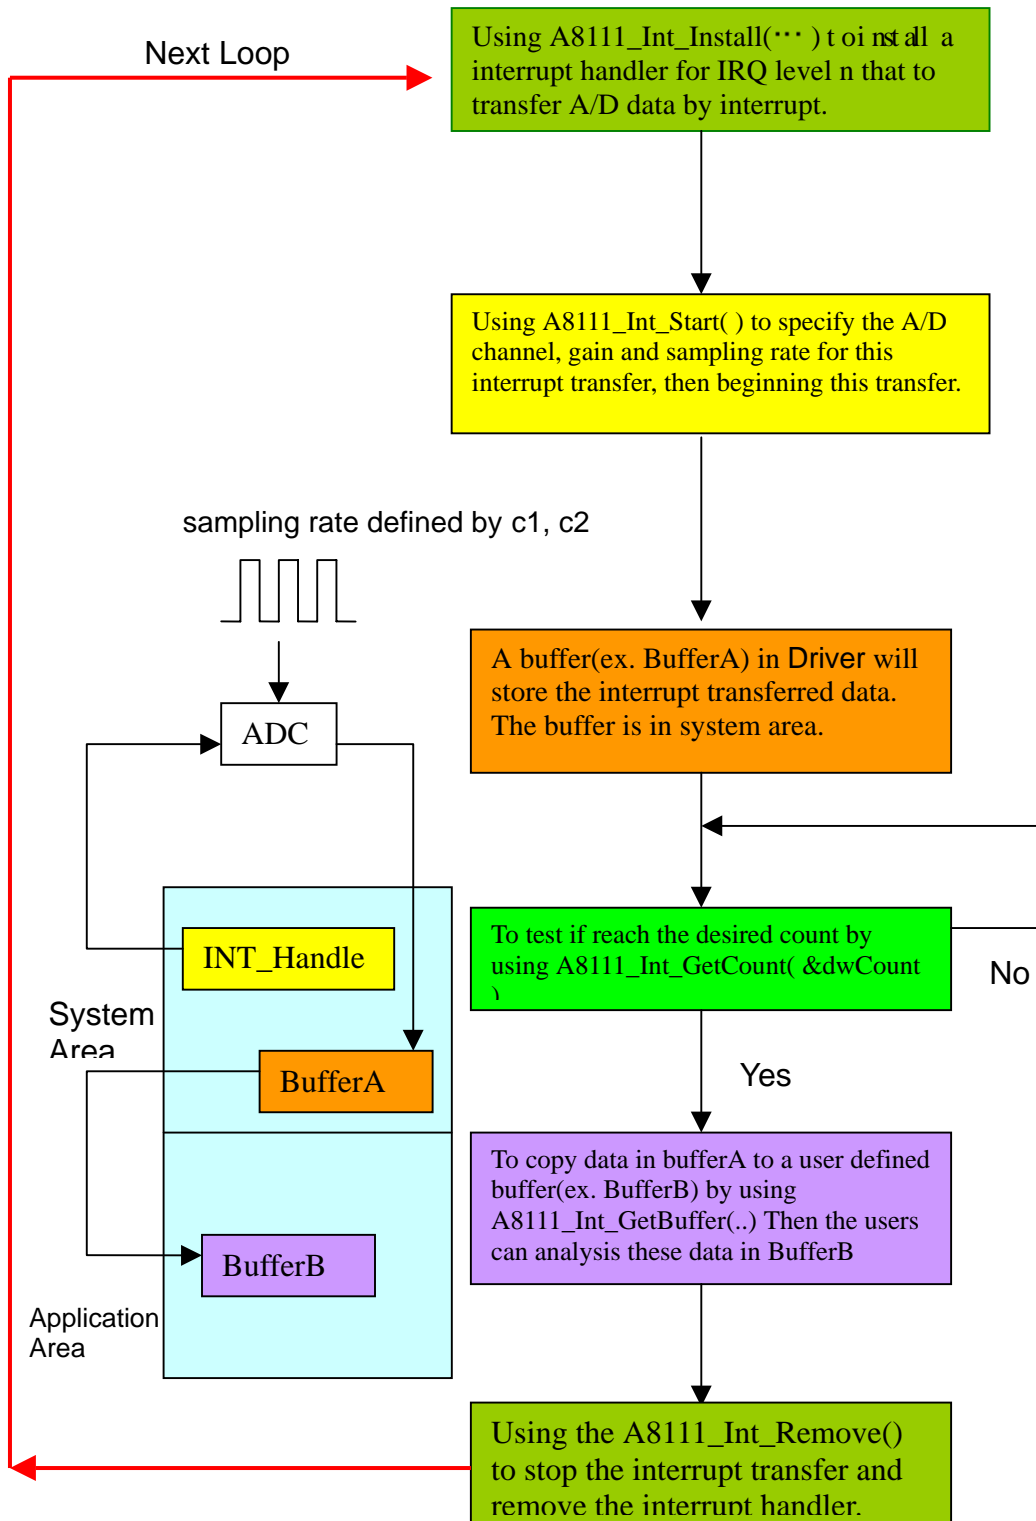 Next Loop
Using A8111_Int_Install(⋯ ) t oi nst all a
interrupt handler for IRQ level n that to
transfer A/D data by interrupt.
Using A8111_Int_Start( ) to specify the A/D
channel, gain and sampling rate for this
interrupt transfer, then beginning this transfer.
sampling rate defined by c1, c2
A buffer(ex. BufferA) in Driver will
store the interrupt transferred data.
The buffer is in system area.
ADC
INT_Handle
To test if reach the desired count by
using A8111_Int_GetCount( &dwCount
)
No
System
Area
BufferA
Yes
To copy data in bufferA to a user defined
buffer(ex. BufferB) by using
A8111_Int_GetBuffer(..) Then the users
can analysis these data in BufferB
BufferB
Application
Area
Using the A8111_Int_Remove()
to stop the interrupt transfer and
remove the interrupt handler.